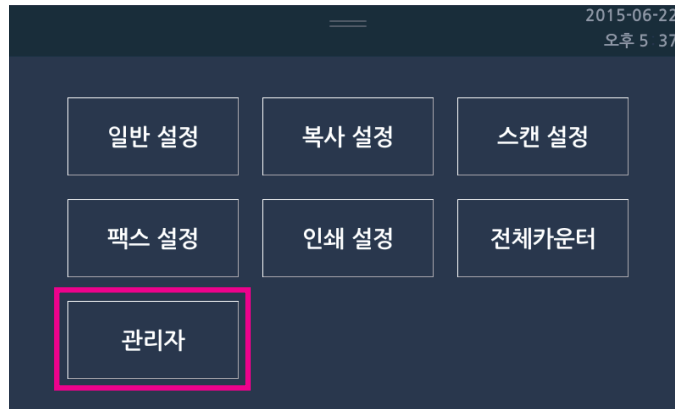 2015-06-22
오후 5 37
일반 설정 복사 설정 스캔 설정
팩스 설정 인쇄 설정 전체카운터
관리자